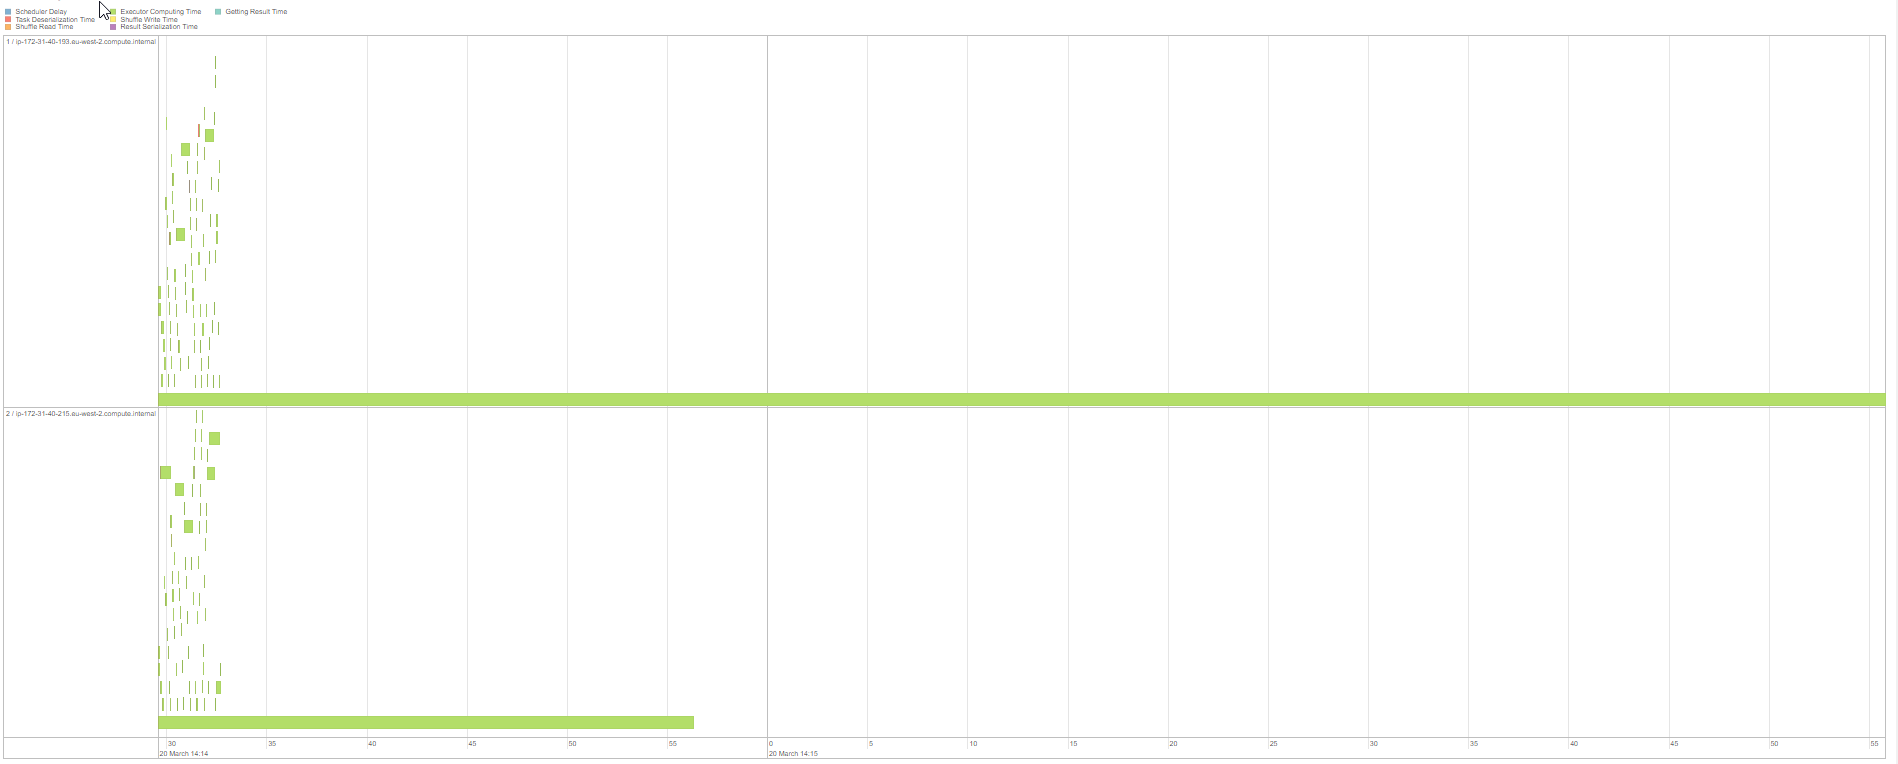 Scheduler Delay Executor Computing Time Getting Result Time
Task Deserialization Time Shuffle Write Time
Shuffle Read Time Result Serialization Time
1 / ip-172-31-40-193.eu-west-2.compute.internal
2 / ip-172-31-40-215.eu-west-2.compute.internal
30 35 40 45 50 55 0 5 10 15 20 25 30 35 40 45 50 55
20 March 14:14 20 March 14:15